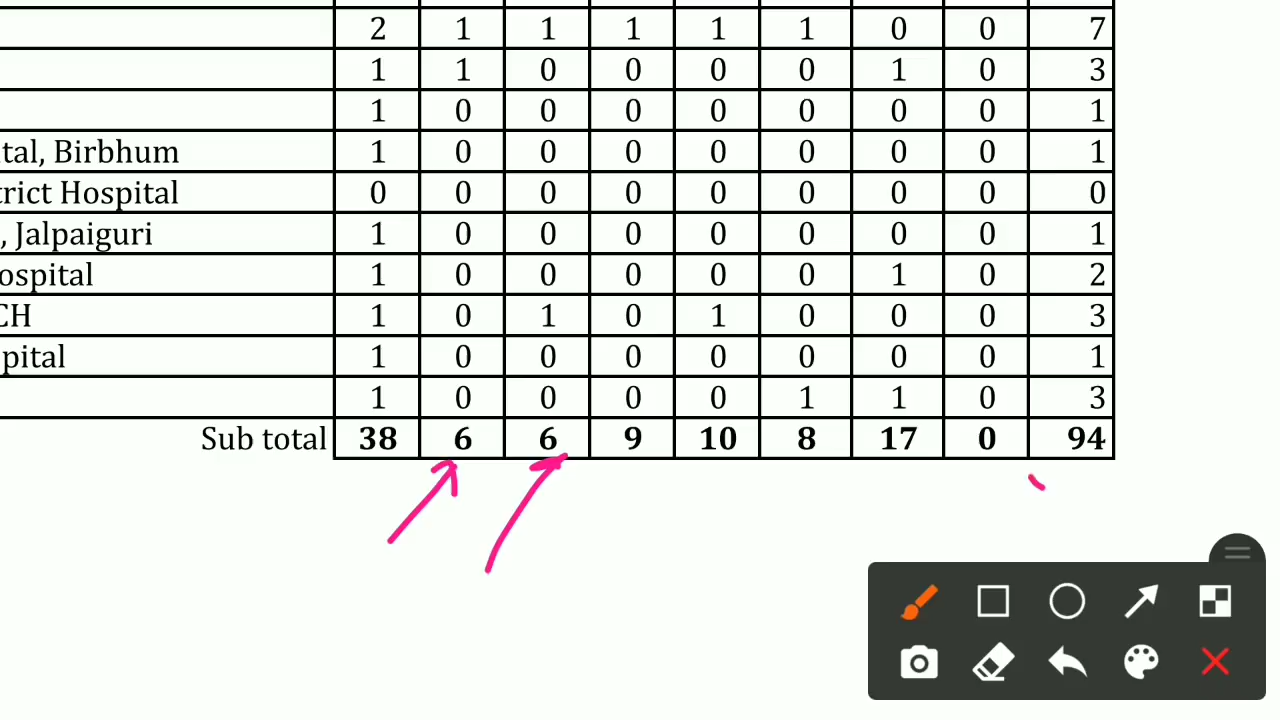 2 1 1 1 1 1 0 0 7
1 1 0 0 0 0 1 0 3
1 0 0 0 0 0 0 0 1
tal, Birbhum 1 0 0 0 0 0 0 0 1
trict Hospital 0 0 0 0 0 0 0 0 0
, Jalpaiguri 1 0 0 0 0 0 0 0 1
ospital 1 0 0 0 0 0 1 0 2
CH 1 0 1 0 1 0 0 0 3
pital 1 0 0 0 0 0 0 0 1
1 0 0 0 0 1 1 0 3
Sub total 38 6 6 9 10 8 17 0 94